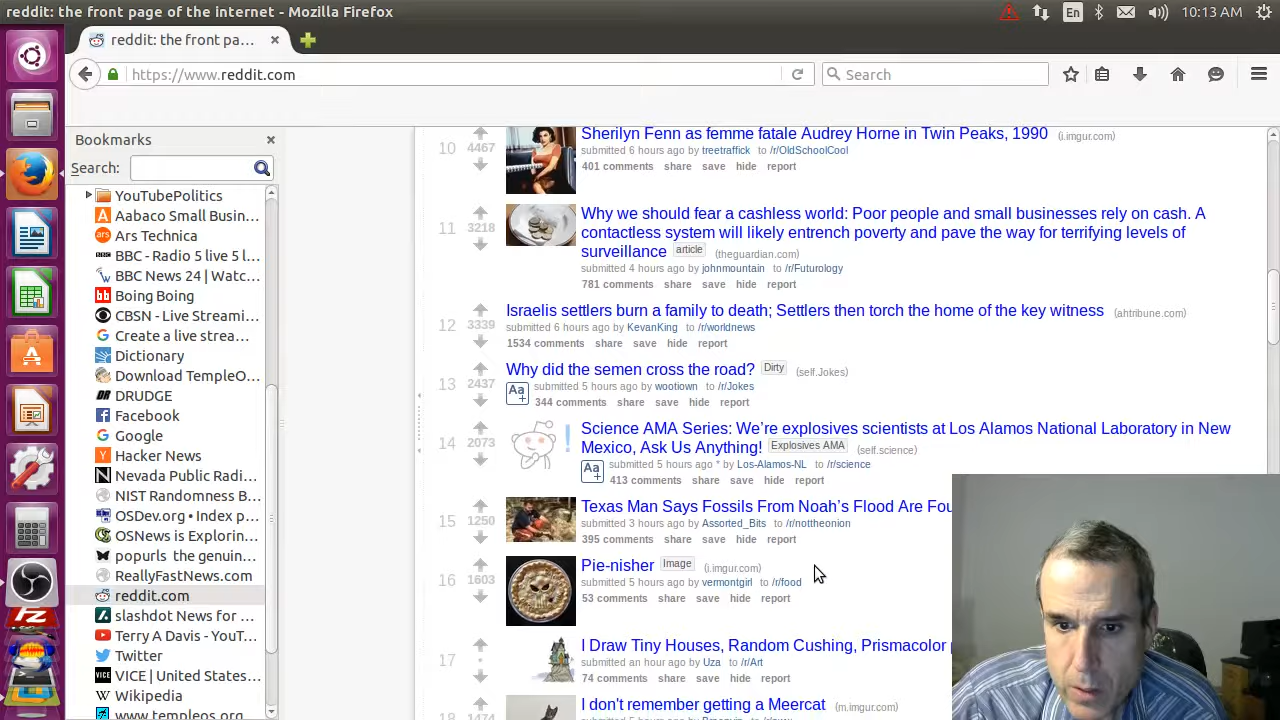 reddit: the front page of the internet - Mozilla Firefox
En
10:13 AM
reddit: the front pa...
https://www.reddit.com
Search
Bookmarks
Search:
YouTubePolitics
Aabaco Small Busin...
Ars Technica
BBC - Radio 5 live 5 l...
BBC News 24 | Watc...
Boing Boing
CBSN - Live Streami...
Create a live strea...
Dictionary
Download TempleO...
DRUDGE
Facebook
Google
Hacker News
Nevada Public Radi...
NIST Randomness B...
OSDev.org • Index p...
OSNews is Explorin...
popurls the genuin...
ReallyFastNews.com
reddit.com
slashdot News for ...
Terry A Davis - YouT...
Twitter
VICE | United States...
Wikipedia
www.templeos.org
10
4467
Sherilyn Fenn as femme fatale Audrey Horne in Twin Peaks, 1990 (i.imgur.com)
submitted 6 hours ago by treetraffick to /r/OldSchoolCool
401 comments share save hide report
11
3218
Why we should fear a cashless world: Poor people and small businesses rely on cash. A
contactless system will likely entrench poverty and pave the way for terrifying levels of
surveillance article (theguardian.com)
submitted 4 hours ago by johnmountain to /r/Futurology
781 comments share save hide report
12
3339
Israelis settlers burn a family to death; Settlers then torch the home of the key witness (ahtribune.com)
submitted 6 hours ago by KevanKing to /r/worldnews
1534 comments share save hide report
13
2437
Why did the semen cross the road? Dirty (self.Jokes)
Aa+ submitted 5 hours ago by wootiown to /r/Jokes
344 comments share save hide report
14
2073
Science AMA Series: We're explosives scientists at Los Alamos National Laboratory in New
Mexico, Ask Us Anything! Explosives AMA (self.science)
Aa+ submitted 5 hours ago * by Los-Alamos-NL to /r/science
413 comments share save hide report
15
1250
Texas Man Says Fossils From Noah's Flood Are Fou
submitted 3 hours ago by Assorted_Bits to /r/nottheonion
395 comments share save hide report
16
1603
Pie-nisher Image (i.imgur.com)
submitted 5 hours ago by vermontgirl to /r/food
53 comments share save hide report
17
•
I Draw Tiny Houses, Random Cushing, Prismacolor
submitted an hour ago by Uza to /r/Art
74 comments share save hide report
18
1474
I don't remember getting a Meercat (m.imgur.com)